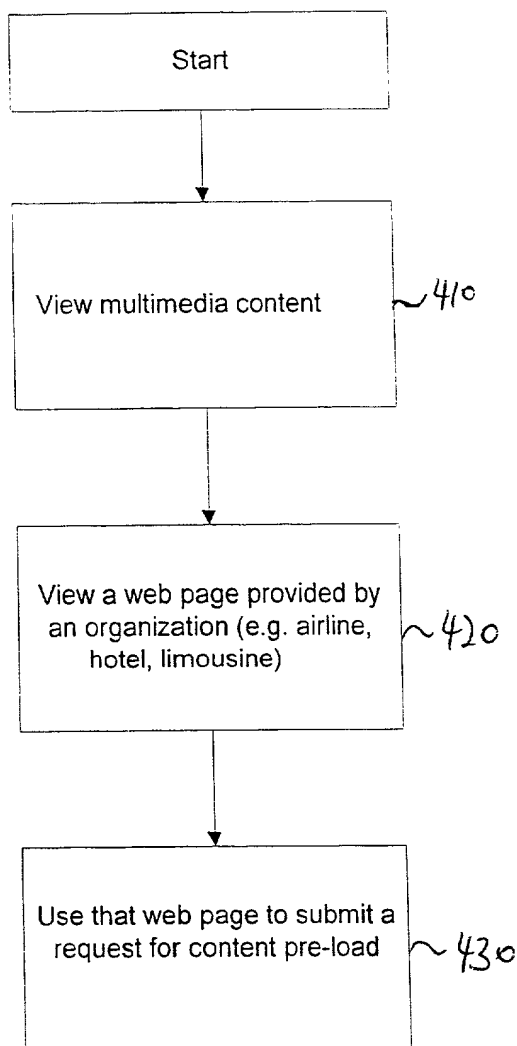 Start
View multimedia content
410
View a web page provided by
an organization (e.g. airline,
hotel, limousine)
420
Use that web page to submit a
request for content pre-load
430